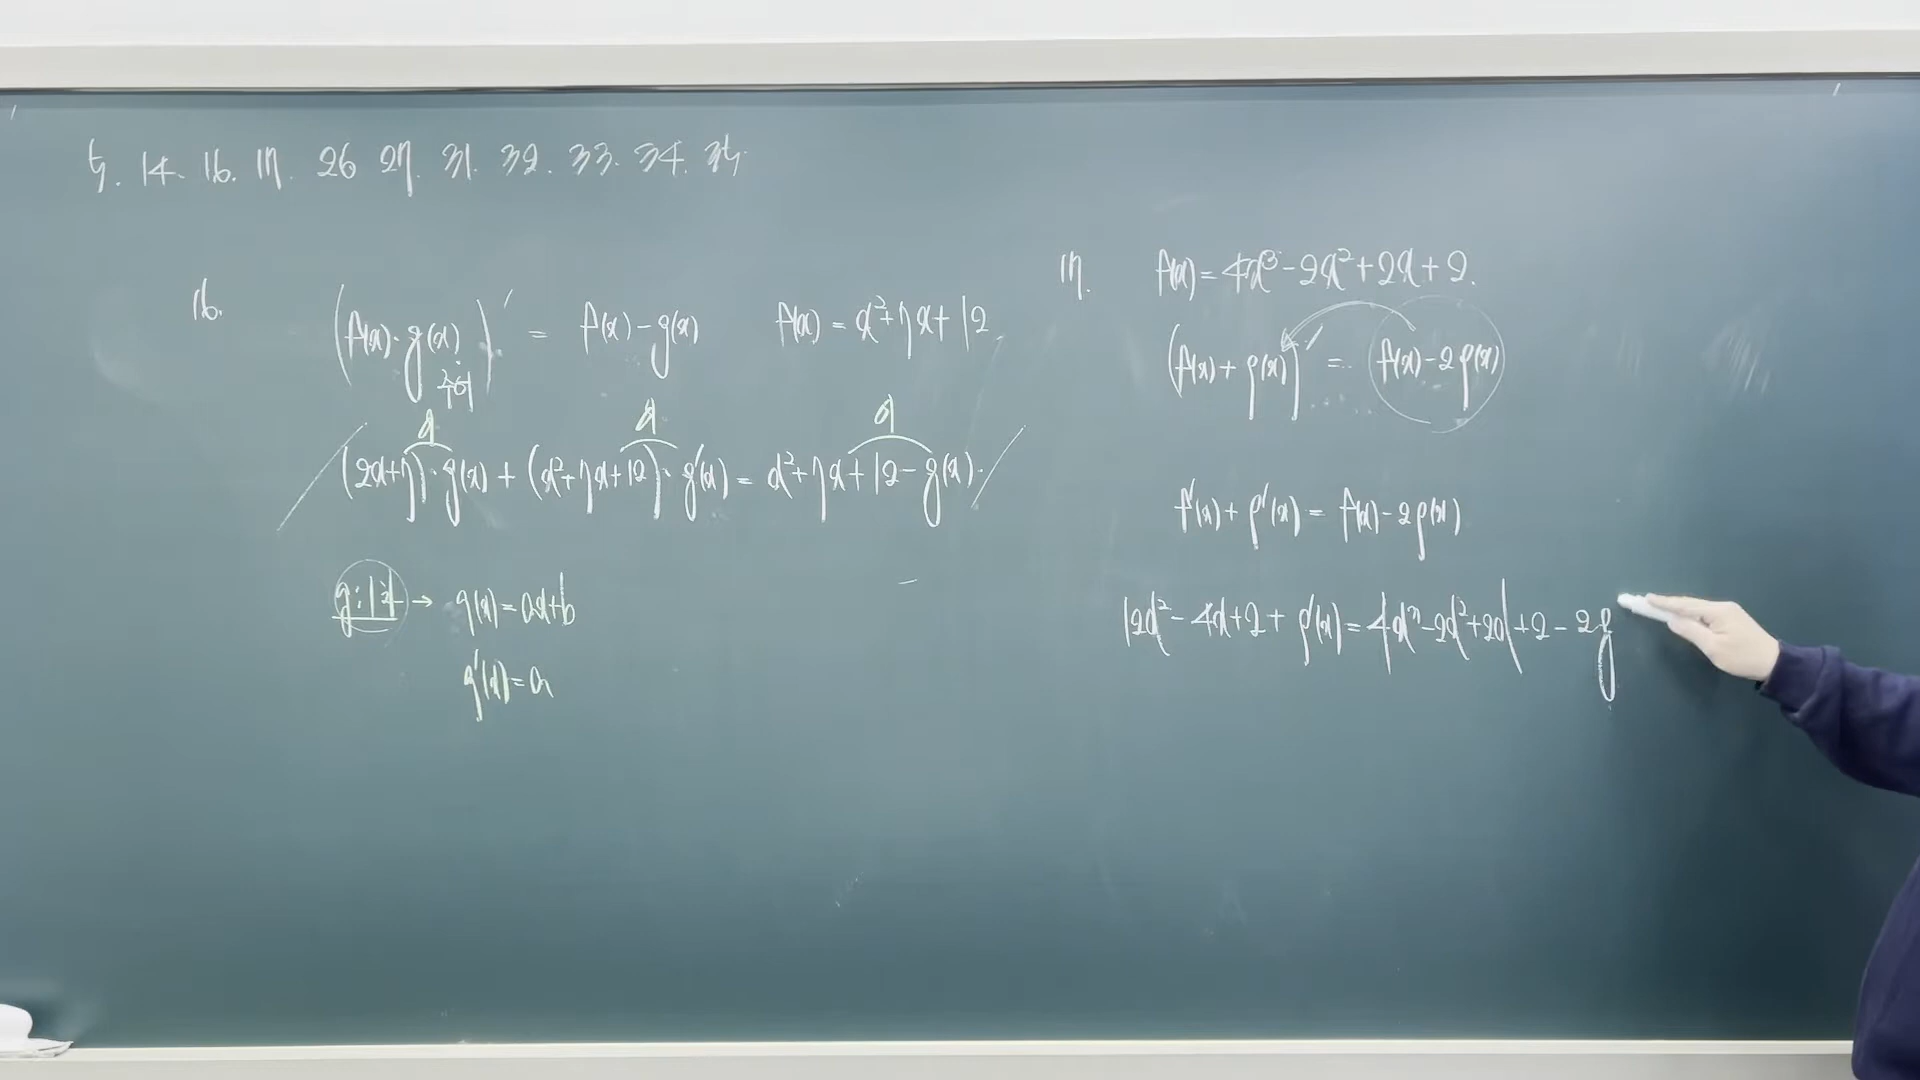 5. 14. 16. 17. 26 27. 31. 32. 33. 34. 35.
16. (f(x)·g(x))' = f(x)-g(x) f(x) = x²+7x+12
(2x+7)·g(x) + (x²+7x+12)·g'(x) = x²+7x+12-g(x).
g: 1차 → g(x)=ax+b
g'(x)=a
17. f(x)=4x³-2x²+2x+2.
(f(x)+g(x))' = f(x)-2g(x)
f'(x)+g'(x) = f(x)-2g(x)
12x²-4x+2+g'(x)=4x³-2x²+2x+2-2g